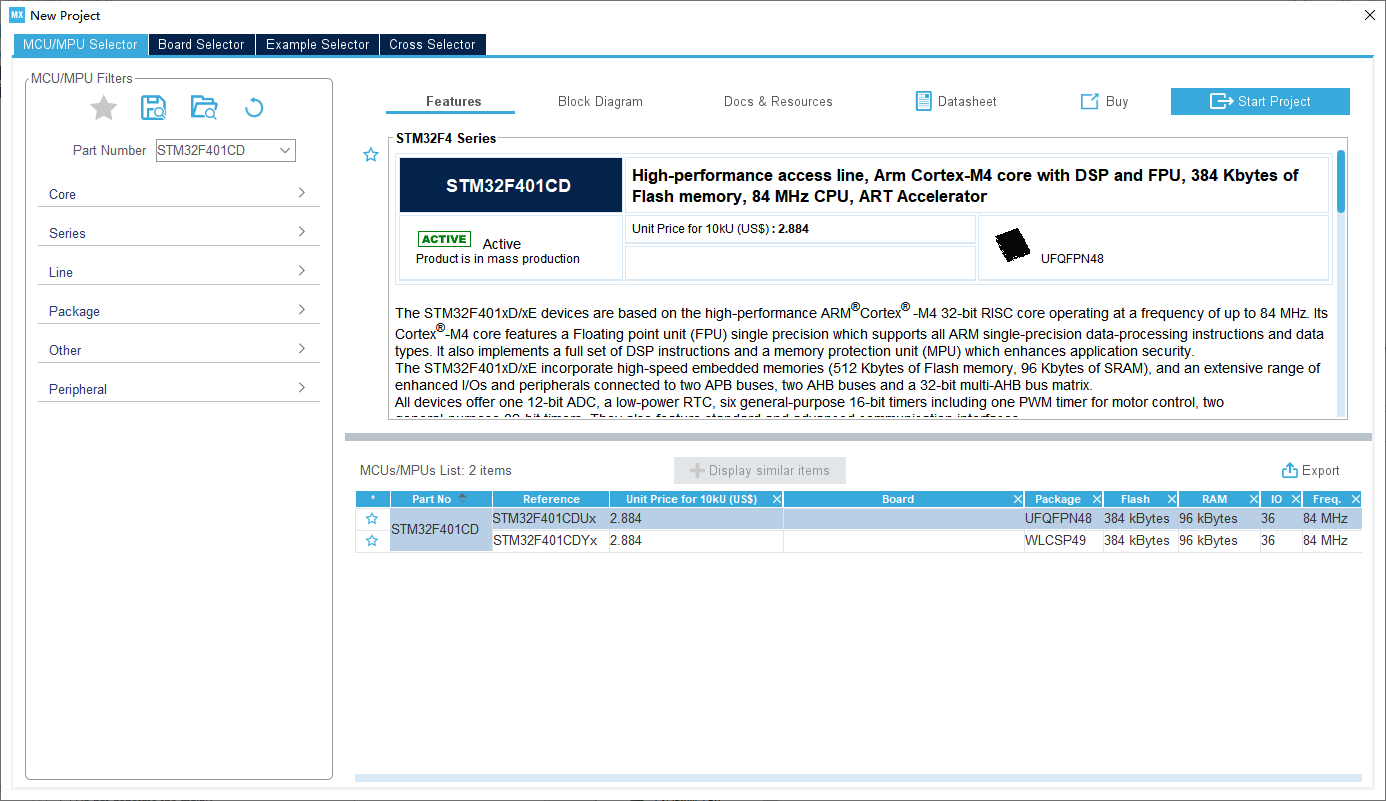 MX New Project
MCU/MPU Selector Board Selector Example Selector Cross Selector
MCU/MPU Filters
Part Number STM32F401CD
Core
Series
Line
Package
Other
Peripheral
Features Block Diagram Docs & Resources Datasheet Buy Start Project
STM32F4 Series
STM32F401CD
High-performance access line, Arm Cortex-M4 core with DSP and FPU, 384 Kbytes of
Flash memory, 84 MHz CPU, ART Accelerator
ACTIVE Active
Product is in mass production
Unit Price for 10kU (US$) : 2.884
UFQFPN48
The STM32F401xD/xE devices are based on the high-performance ARM®Cortex® -M4 32-bit RISC core operating at a frequency of up to 84 MHz. Its
Cortex®-M4 core features a Floating point unit (FPU) single precision which supports all ARM single-precision data-processing instructions and data
types. It also implements a full set of DSP instructions and a memory protection unit (MPU) which enhances application security.
The STM32F401xD/xE incorporate high-speed embedded memories (512 Kbytes of Flash memory, 96 Kbytes of SRAM), and an extensive range of
enhanced I/Os and peripherals connected to two APB buses, two AHB buses and a 32-bit multi-AHB bus matrix.
All devices offer one 12-bit ADC, a low-power RTC, six general-purpose 16-bit timers including one PWM timer for motor control, two
general-purpose 32-bit timers. They also feature standard and advanced communication interfaces.
MCUs/MPUs List: 2 items Display similar items Export
* Part No Reference Unit Price for 10kU (US$) Board Package Flash RAM IO Freq.
STM32F401CD
STM32F401CDUx 2.884 UFQFPN48 384 kBytes 96 kBytes 36 84 MHz
STM32F401CDYx 2.884 WLCSP49 384 kBytes 96 kBytes 36 84 MHz